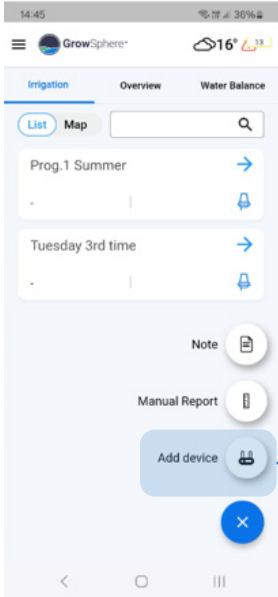 14:45 36%
GrowSphere 16° 13
Irrigation Overview Water Balance
List Map
Prog.1 Summer
-
Tuesday 3rd time
-
Note
Manual Report
Add device